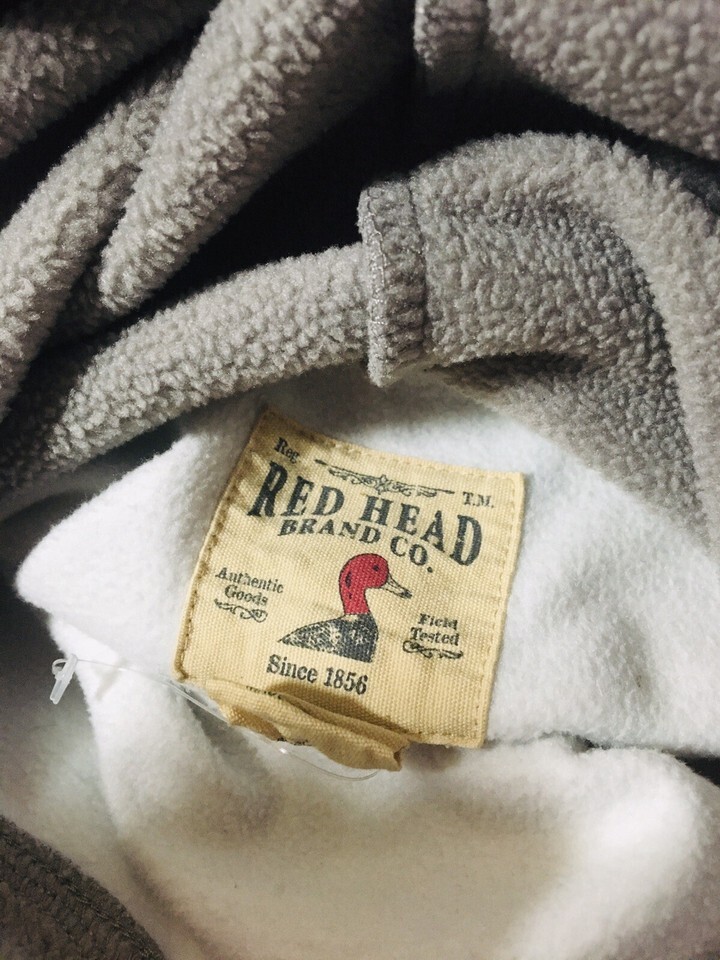 Reg.
T.M.
RED HEAD
BRAND CO.
Authentic
Goods
Field
Tested
Since 1856